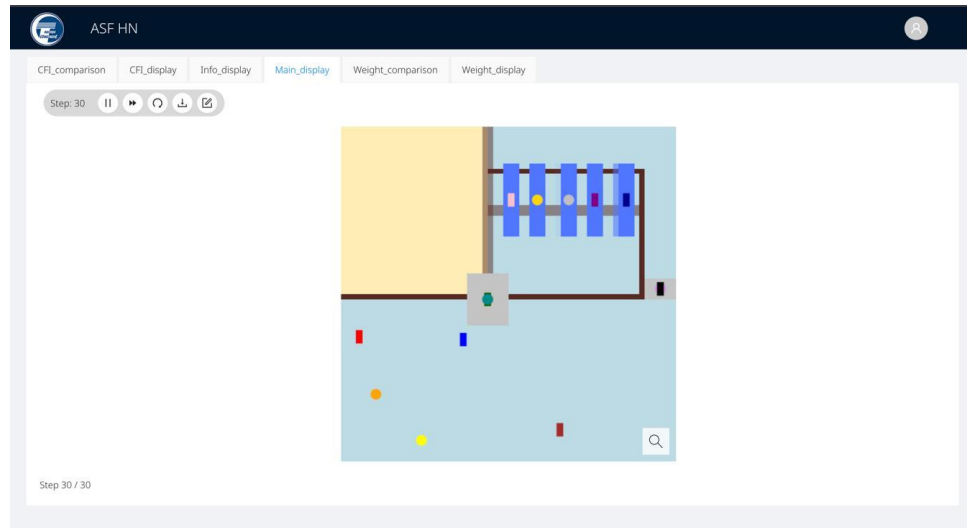 ASF HN
CFI_comparison CFI_display Info_display Main_display Weight_comparison Weight_display
Step: 30
Step 30 / 30